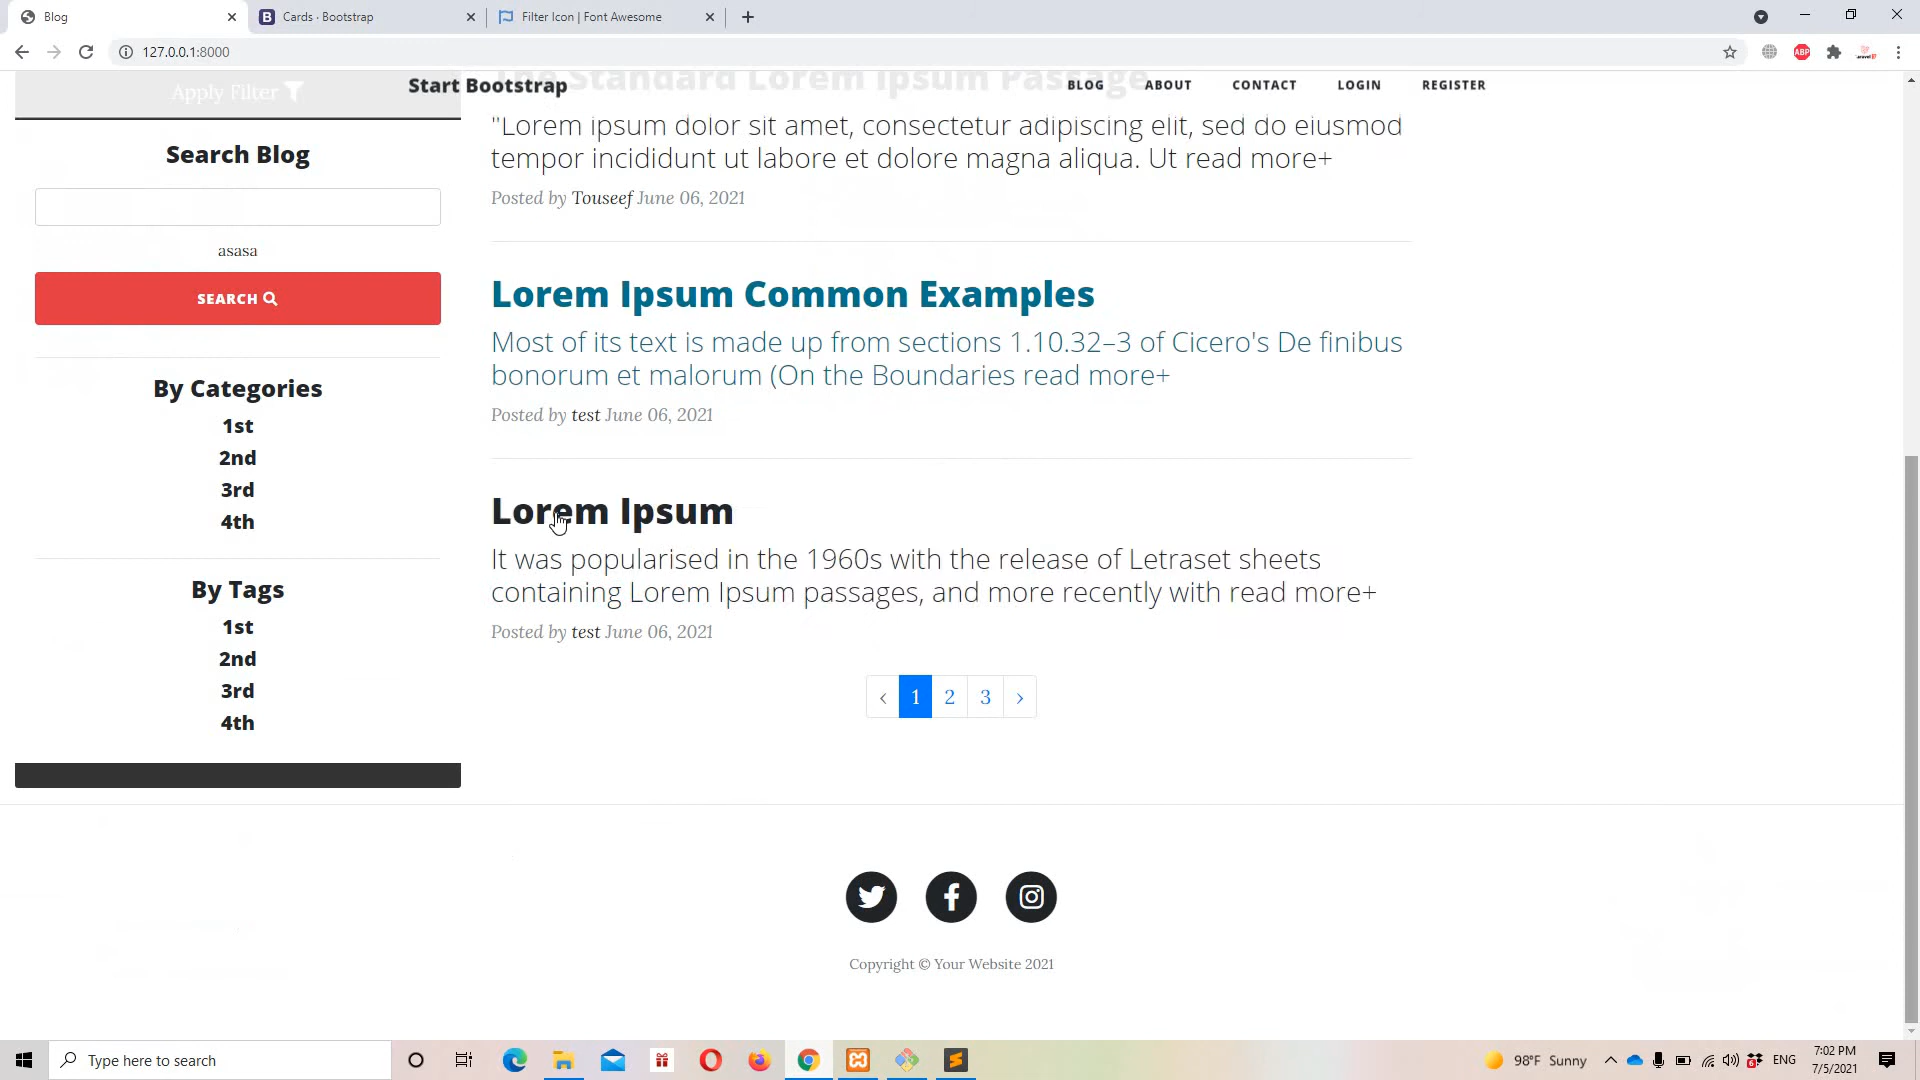 Blog
Cards · Bootstrap
Filter Icon | Font Awesome
127.0.0.1:8000
ABP
Start Bootstrap
BLOG
ABOUT
CONTACT
LOGIN
REGISTER
Apply Filter
Search Blog
asasa
SEARCH
By Categories
1st
2nd
3rd
4th
By Tags
1st
2nd
3rd
4th
The Standard Lorem Ipsum Passage
"Lorem ipsum dolor sit amet, consectetur adipiscing elit, sed do eiusmod
tempor incididunt ut labore et dolore magna aliqua. Ut read more+
Posted by Touseef June 06, 2021
Lorem Ipsum Common Examples
Most of its text is made up from sections 1.10.32–3 of Cicero's De finibus
bonorum et malorum (On the Boundaries read more+
Posted by test June 06, 2021
Lorem Ipsum
It was popularised in the 1960s with the release of Letraset sheets
containing Lorem Ipsum passages, and more recently with read more+
Posted by test June 06, 2021
‹ 1 2 3 ›
Copyright © Your Website 2021
Type here to search
98°F Sunny
ENG
7:02 PM
7/5/2021